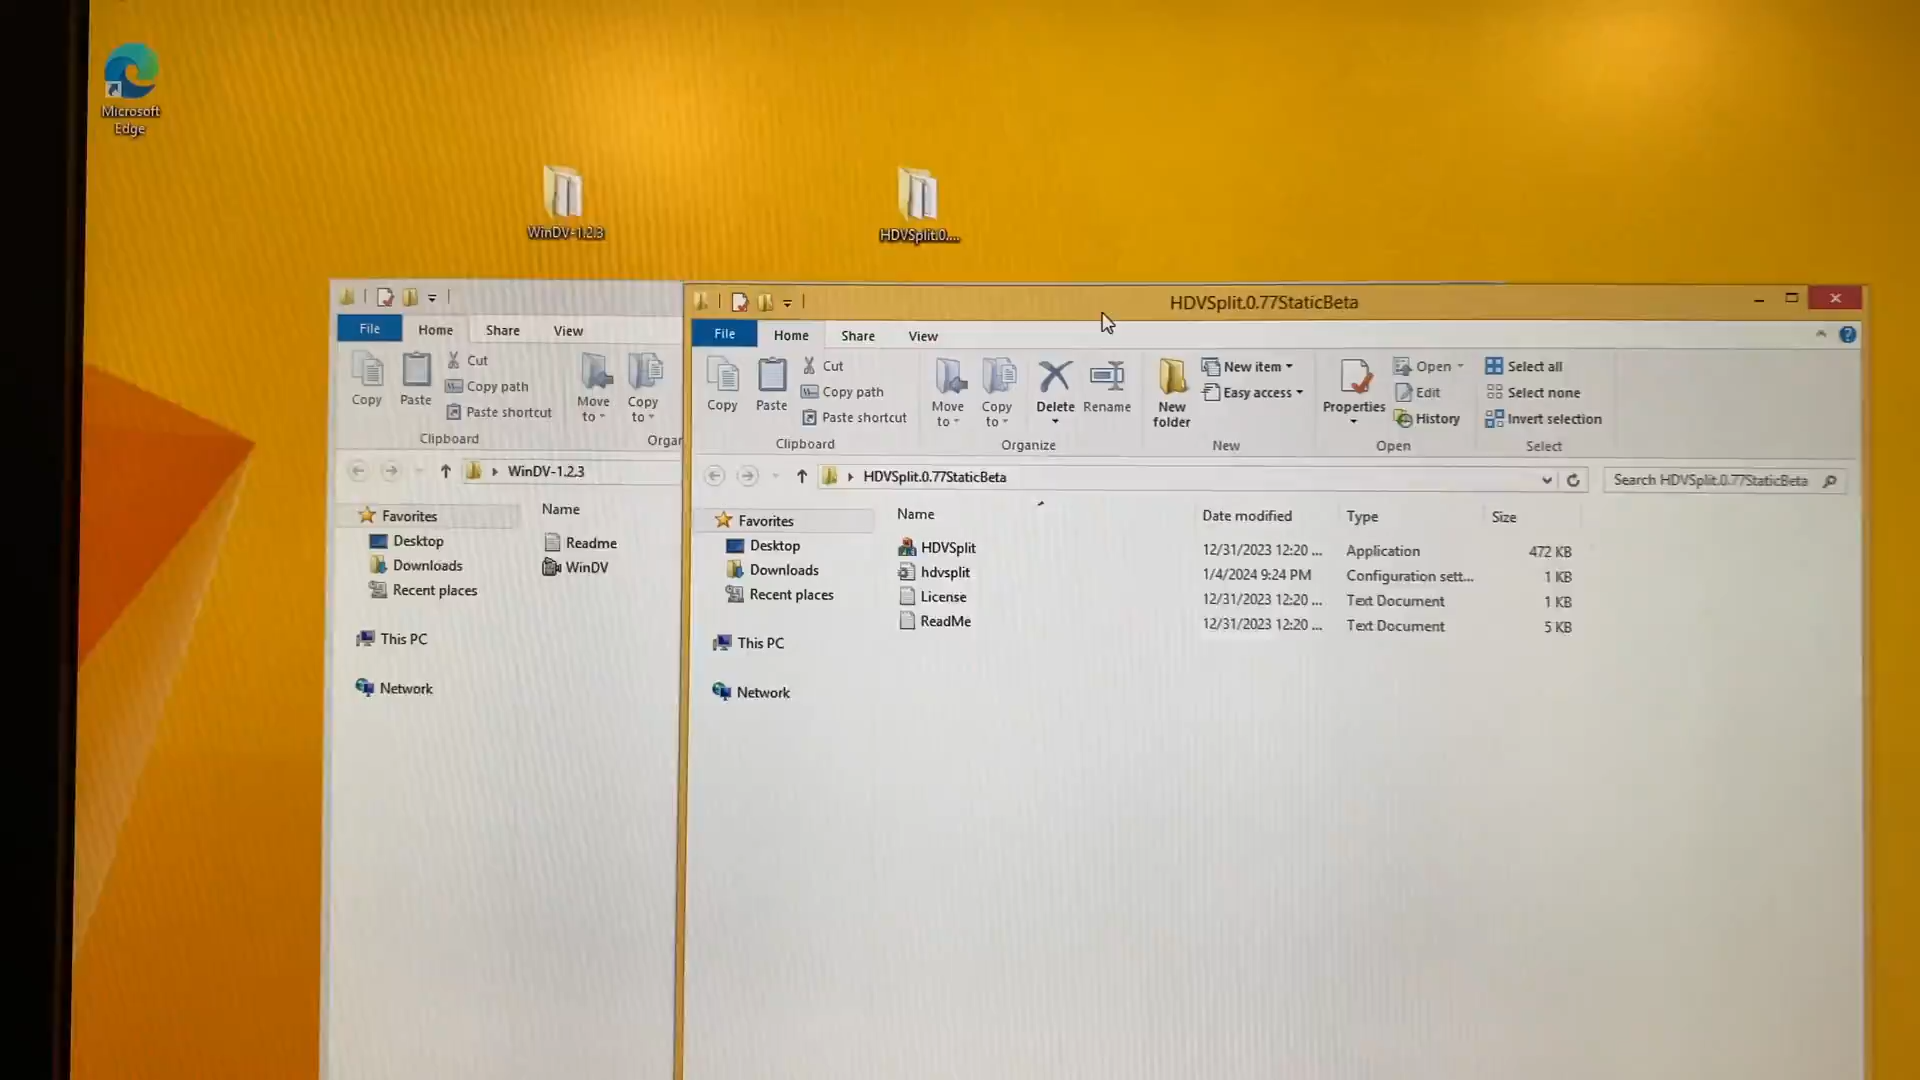 Microsoft
Edge
WinDV-1.2.3
HDVSplit.0....
File
Home
Share
View
Copy
Paste
Cut
Copy path
Paste shortcut
Move
to
Copy
to
Clipboard
Organ
WinDV-1.2.3
Favorites
Desktop
Downloads
Recent places
This PC
Network
Name
Readme
WinDV
HDVSplit.0.77StaticBeta
File
Home
Share
View
Copy
Paste
Cut
Copy path
Paste shortcut
Clipboard
Move
to
Copy
to
Delete
Rename
Organize
New
folder
New item
Easy access
New
Properties
Open
Edit
History
Open
Select all
Select none
Invert selection
Select
HDVSplit.0.77StaticBeta
Search HDVSplit.0.77StaticBeta
Favorites
Desktop
Downloads
Recent places
This PC
Network
Name Date modified Type Size
HDVSplit 12/31/2023 12:20 ... Application 472 KB
hdvsplit 1/4/2024 9:24 PM Configuration sett... 1 KB
License 12/31/2023 12:20 ... Text Document 1 KB
ReadMe 12/31/2023 12:20 ... Text Document 5 KB